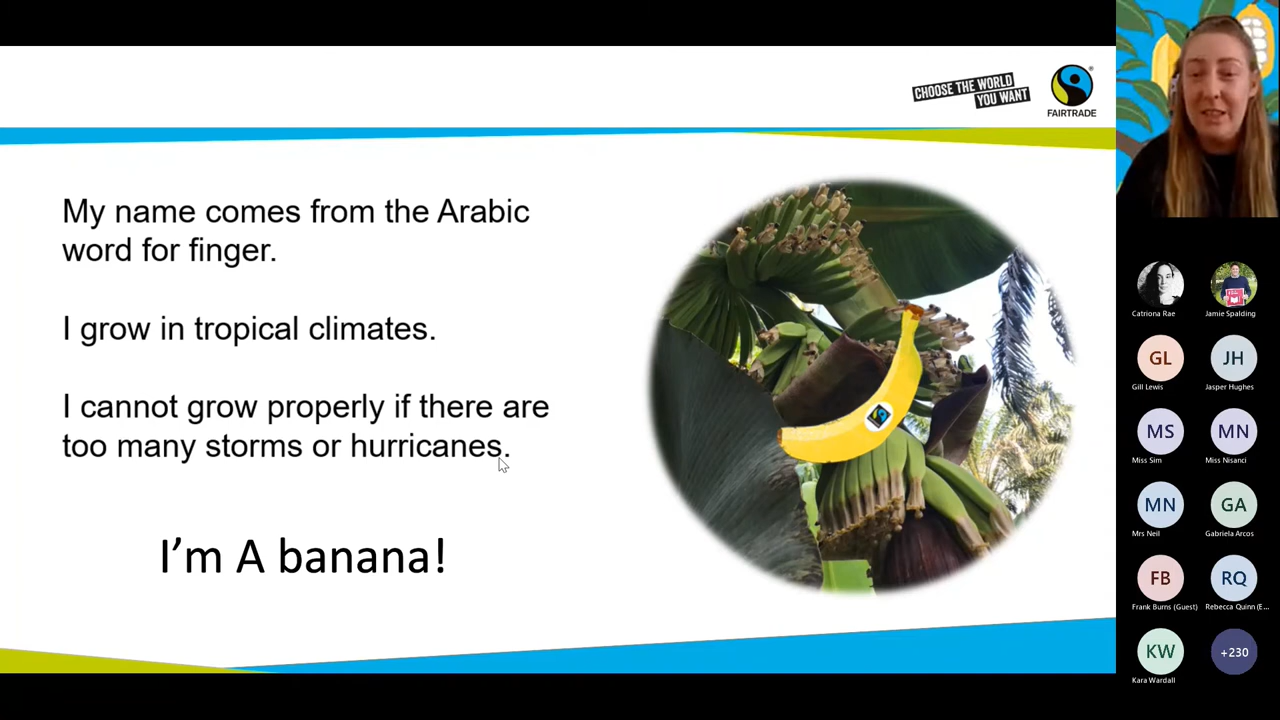 CHOOSE THE WORLD
YOU WANT
FAIRTRADE
My name comes from the Arabic
word for finger.
I grow in tropical climates.
I cannot grow properly if there are
too many storms or hurricanes.
I’m A banana!
Catriona Rae
Jamie Spalding
GL
JH
Gill Lewis
Jasper Hughes
MS
MN
Miss Sim
Miss Nisanci
MN
GA
Mrs Neil
Gabriela Arcos
FB
RQ
Frank Burns (Guest)
Rebecca Quinn (E...
KW
+230
Kara Wardall